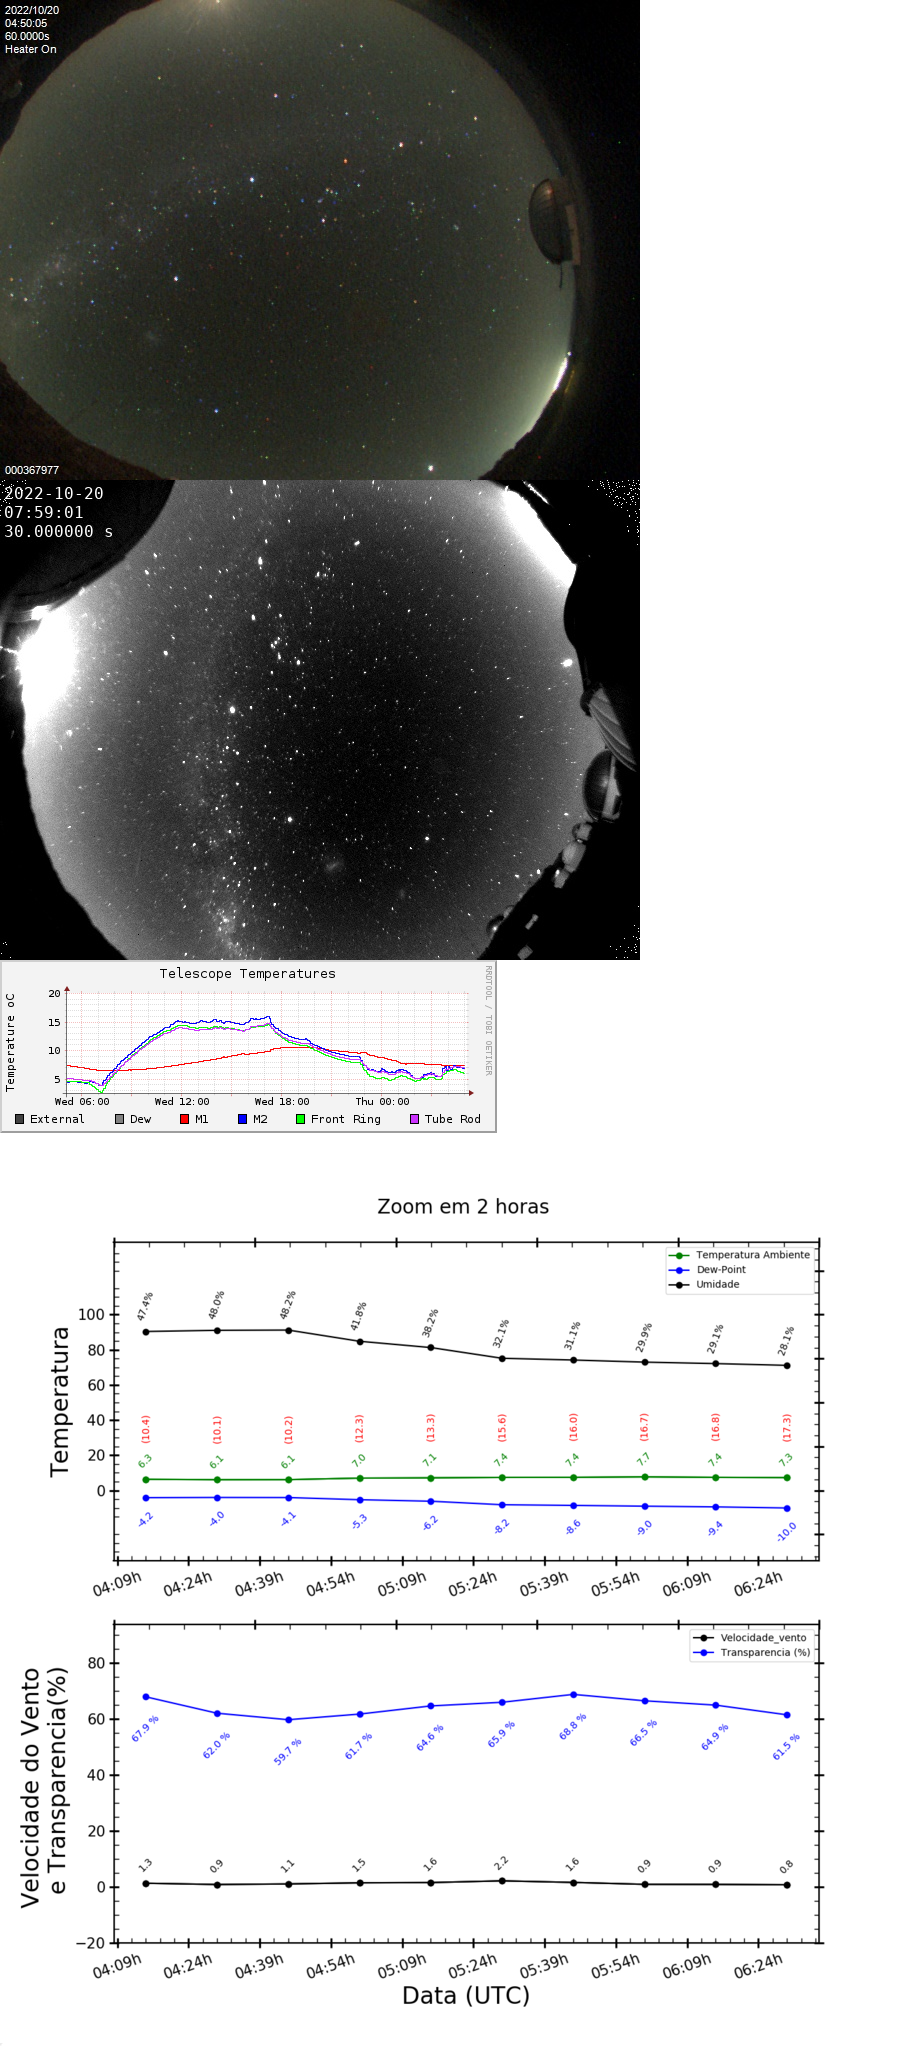 2022/10/20
04:50:05
60.0000s
Heater On
000367977
2022-10-20
07:59:01
30.000000 s
Telescope Temperatures
Temperature oC
20
15
10
5
Wed 06:00 Wed 12:00 Wed 18:00 Thu 00:00
External Dew M1 M2 Front Ring Tube Rod
RRDTOOL / TOBI OETIKER
Zoom em 2 horas
Temperatura
Temperatura Ambiente
Dew-Point
Umidade
100
80
60
40
20
0
47.4% 48.0% 48.2% 41.8% 38.2% 32.1% 31.1% 29.9% 29.1% 28.1%
(10.4) (10.1) (10.2) (12.3) (13.3) (15.6) (16.0) (16.7) (16.8) (17.3)
6.3 6.1 6.1 7.0 7.1 7.4 7.4 7.7 7.4 7.3
-4.2 -4.0 -4.1 -5.3 -6.2 -8.2 -8.6 -9.0 -9.4 -10.0
04:09h 04:24h 04:39h 04:54h 05:09h 05:24h 05:39h 05:54h 06:09h 06:24h
Velocidade do Vento
e Transparencia(%)
Velocidade_vento
Transparencia (%)
80
60
40
20
0
−20
67.9 % 62.0 % 59.7 % 61.7 % 64.6 % 65.9 % 68.8 % 66.5 % 64.9 % 61.5 %
1.3 0.9 1.1 1.5 1.6 2.2 1.6 0.9 0.9 0.8
04:09h 04:24h 04:39h 04:54h 05:09h 05:24h 05:39h 05:54h 06:09h 06:24h
Data (UTC)